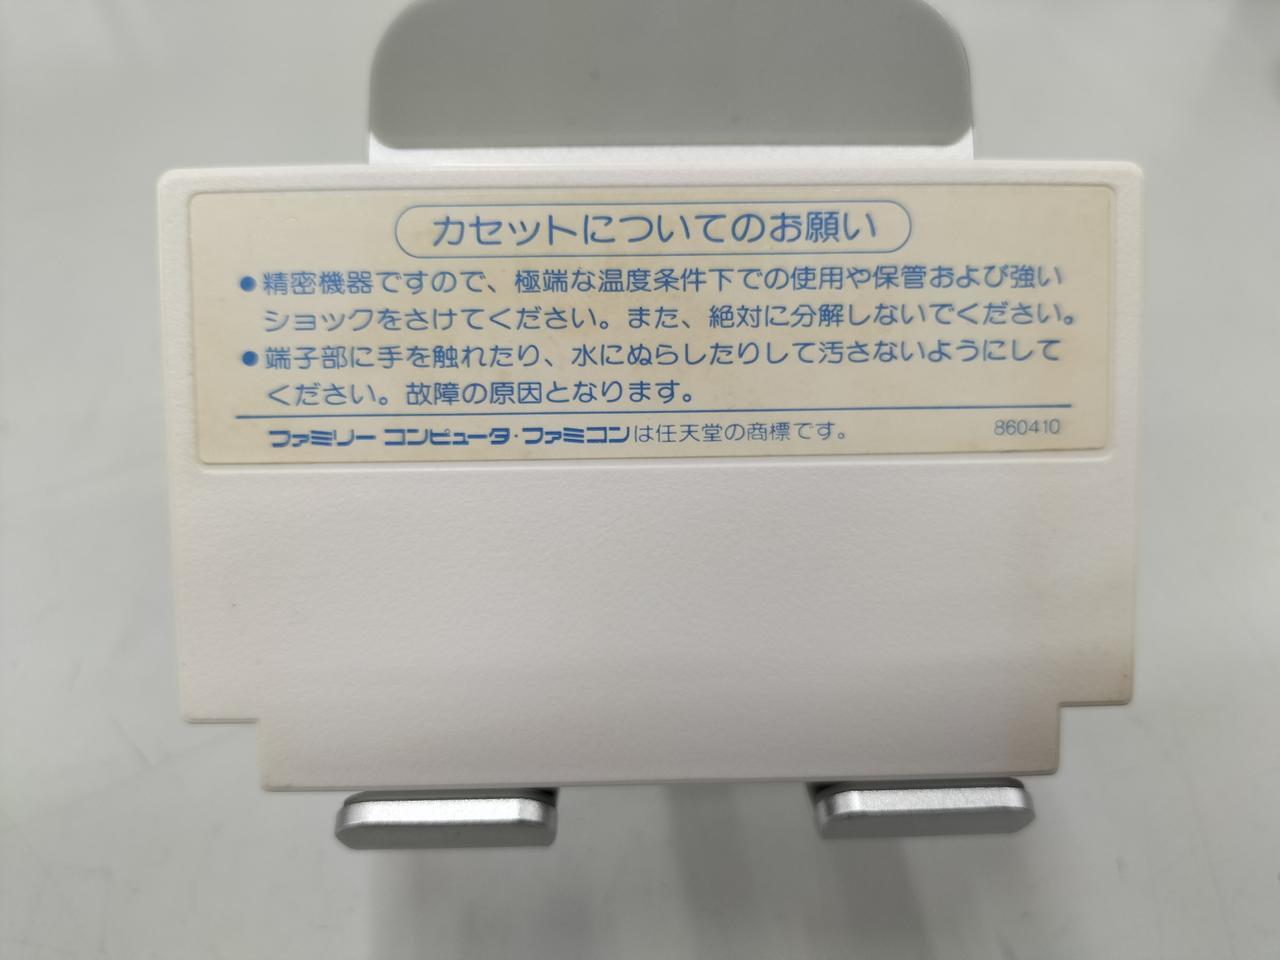 カセットについてのお願い
●精密機器ですので、極端な温度条件下での使用や保管および強い
ショックをさけてください。また、絶対に分解しないでください。
●端子部に手を触れたり、水にぬらしたりして汚さないようにして
ください。故障の原因となります。
ファミリー コンピュータ・ファミコンは任天堂の商標です。 860410